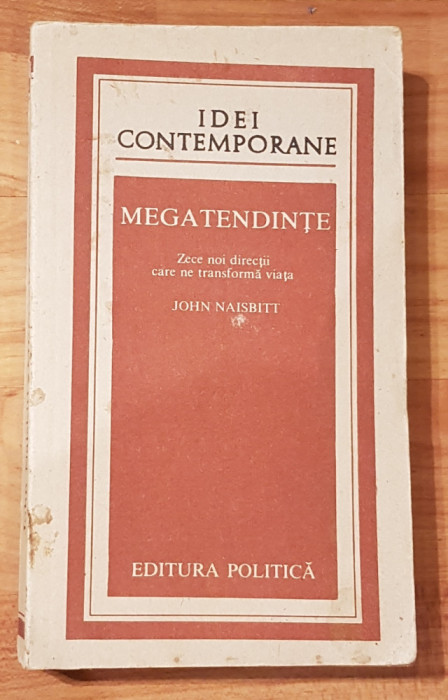 IDEI
CONTEMPORANE
MEGATENDINȚE
Zece noi direcții
care ne transformă viața
JOHN NAISBITT
EDITURA POLITICĂ